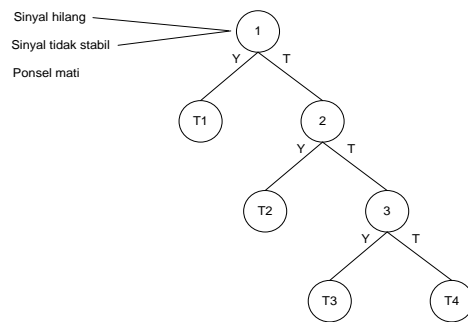 Sinyal hilang
1
Sinyal tidak stabil
Y T
Ponsel mati
T1 2
Y T
T2 3
Y T
T3 T4